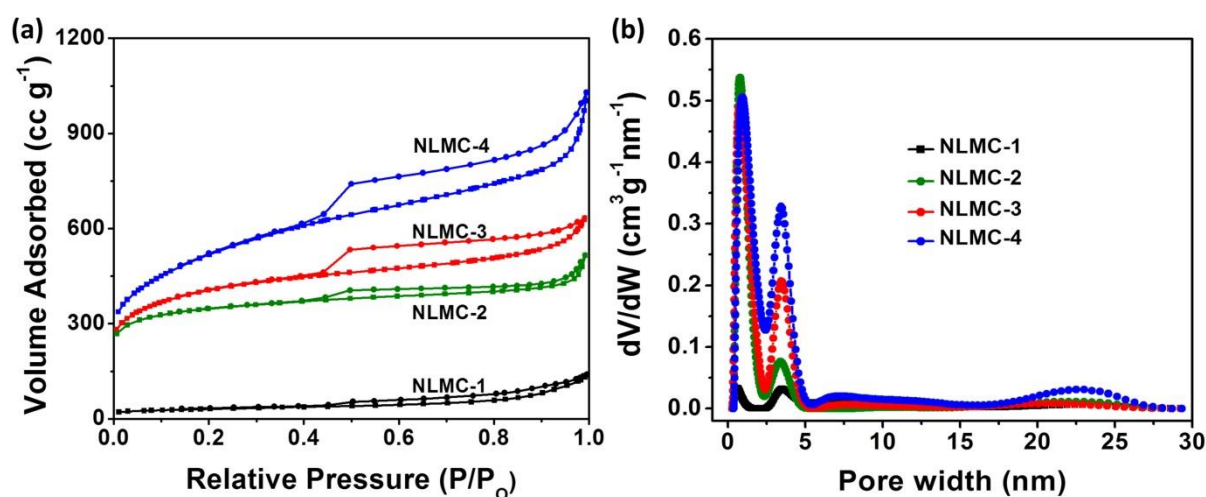 (a)
1200
900
600
300
0
Volume Adsorbed (cc g⁻¹)
NLMC-4
NLMC-3
NLMC-2
NLMC-1
0.0 0.2 0.4 0.6 0.8 1.0
Relative Pressure (P/P₀)
(b)
0.6
0.5
0.4
0.3
0.2
0.1
0.0
dV/dW (cm³g⁻¹nm⁻¹)
NLMC-1
NLMC-2
NLMC-3
NLMC-4
0 5 10 15 20 25 30
Pore width (nm)